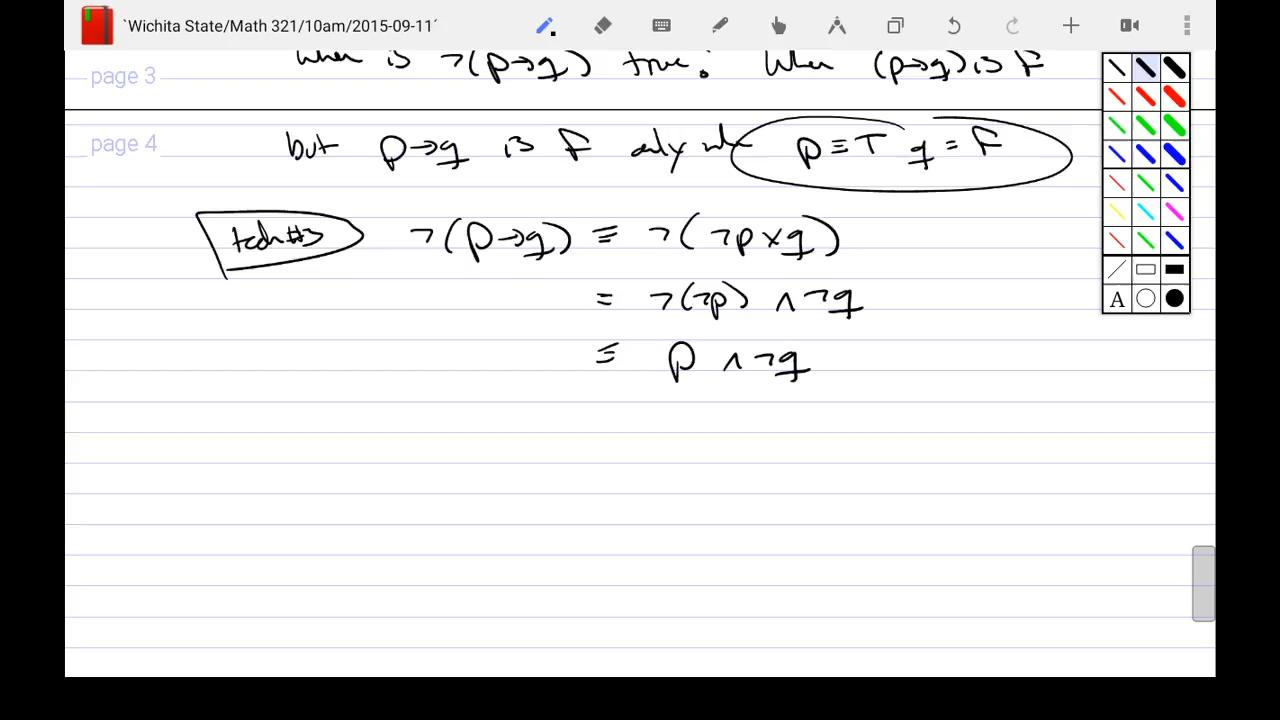 `Wichita State/Math 321/10am/2015-09-11´
page 3
When is ¬(p→q) true? When (p→q) is F
page 4
but p→q is F only when p≡T q=F
tech#3 ¬(p→q) ≡ ¬(¬p∨q)
= ¬(¬p) ∧¬q
≡ p ∧¬q
A